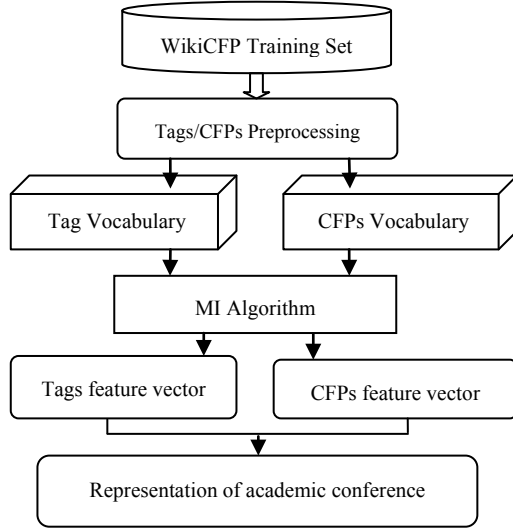 WikiCFP Training Set
Tags/CFPs Preprocessing
Tag Vocabulary
CFPs Vocabulary
MI Algorithm
Tags feature vector
CFPs feature vector
Representation of academic conference